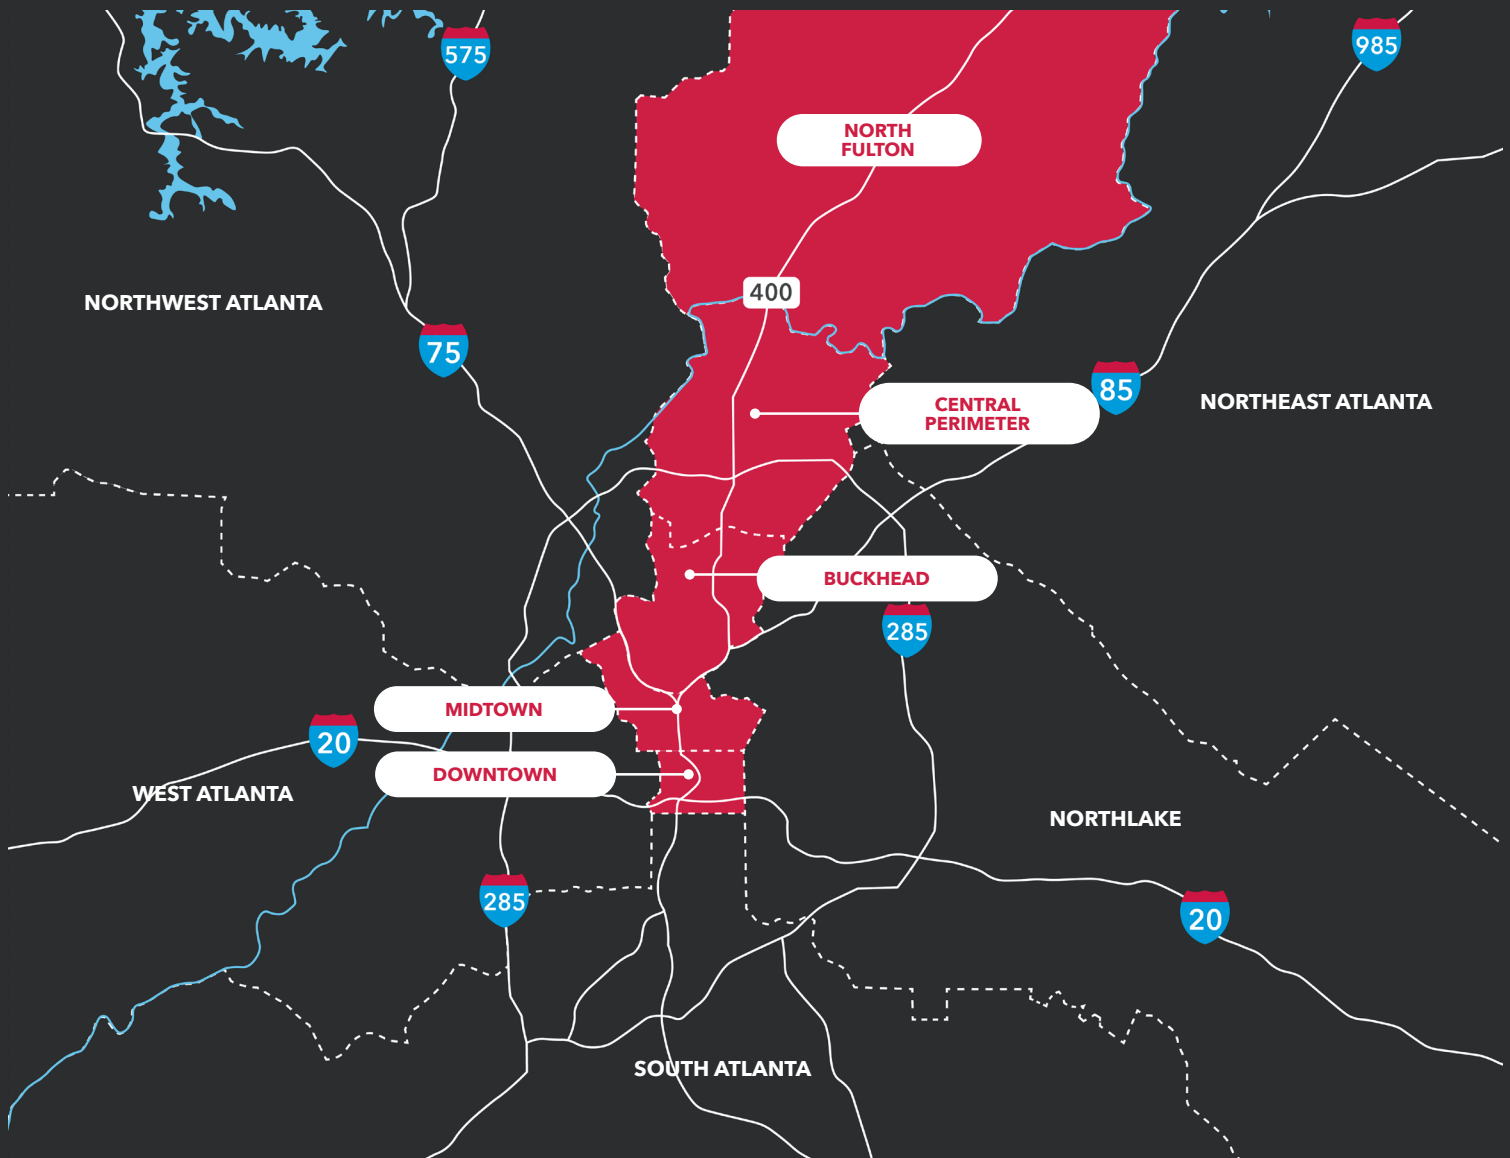 575
985
NORTH
FULTON
400
NORTHWEST ATLANTA
75
85
NORTHEAST ATLANTA
CENTRAL
PERIMETER
BUCKHEAD
285
MIDTOWN
20
DOWNTOWN
WEST ATLANTA
NORTHLAKE
285
20
SOUTH ATLANTA